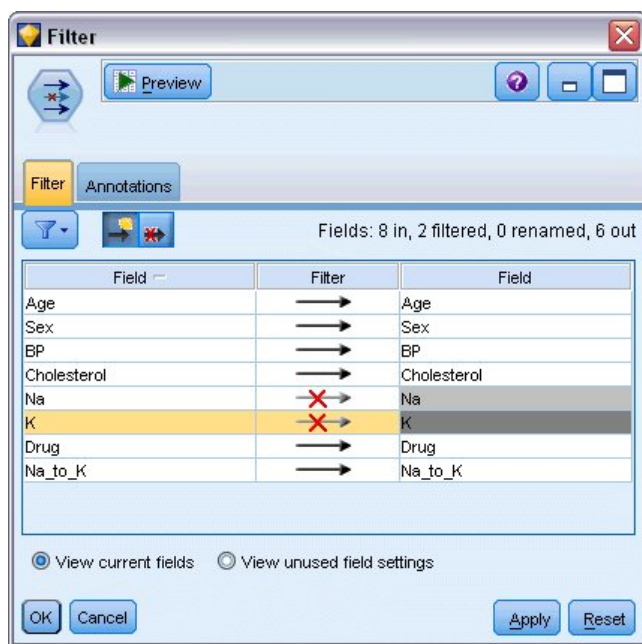 Filter
Preview
Filter Annotations
Fields: 8 in, 2 filtered, 0 renamed, 6 out
Field Filter Field
Age Age
Sex Sex
BP BP
Cholesterol Cholesterol
Na Na
K K
Drug Drug
Na_to_K Na_to_K
View current fields View unused field settings
OK Cancel Apply Reset